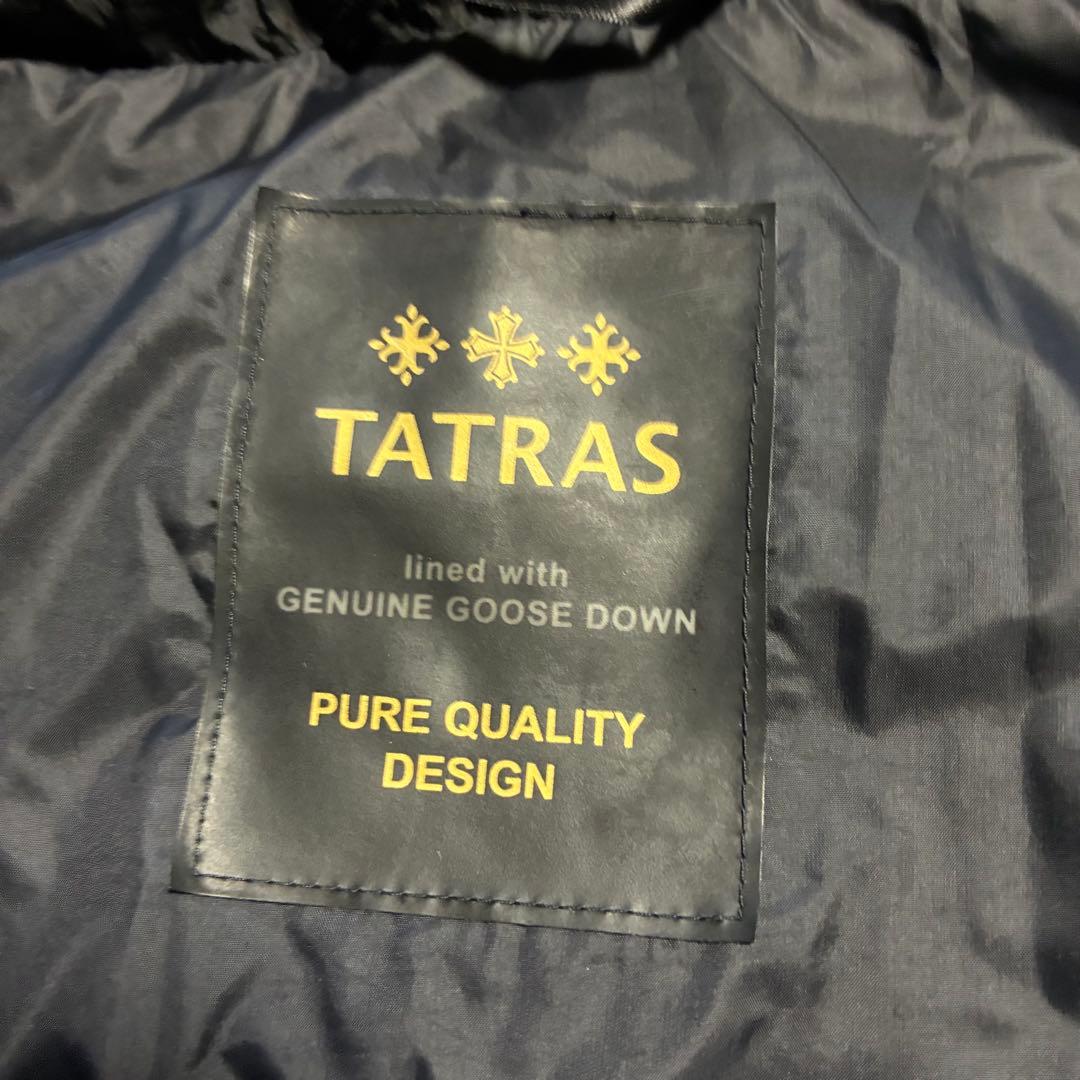 TATRAS
lined with
GENUINE GOOSE DOWN
PURE QUALITY
DESIGN